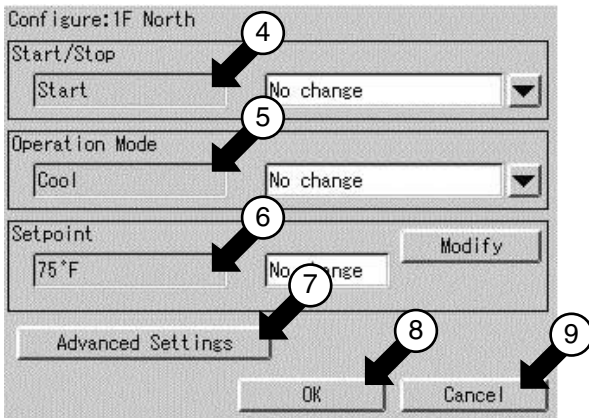 Configure:1F North
4
Start/Stop
Start No change
5
Operation Mode
Cool No change
6
Setpoint
Modify
75°F No change
7
Advanced Settings
8
9
OK Cancel